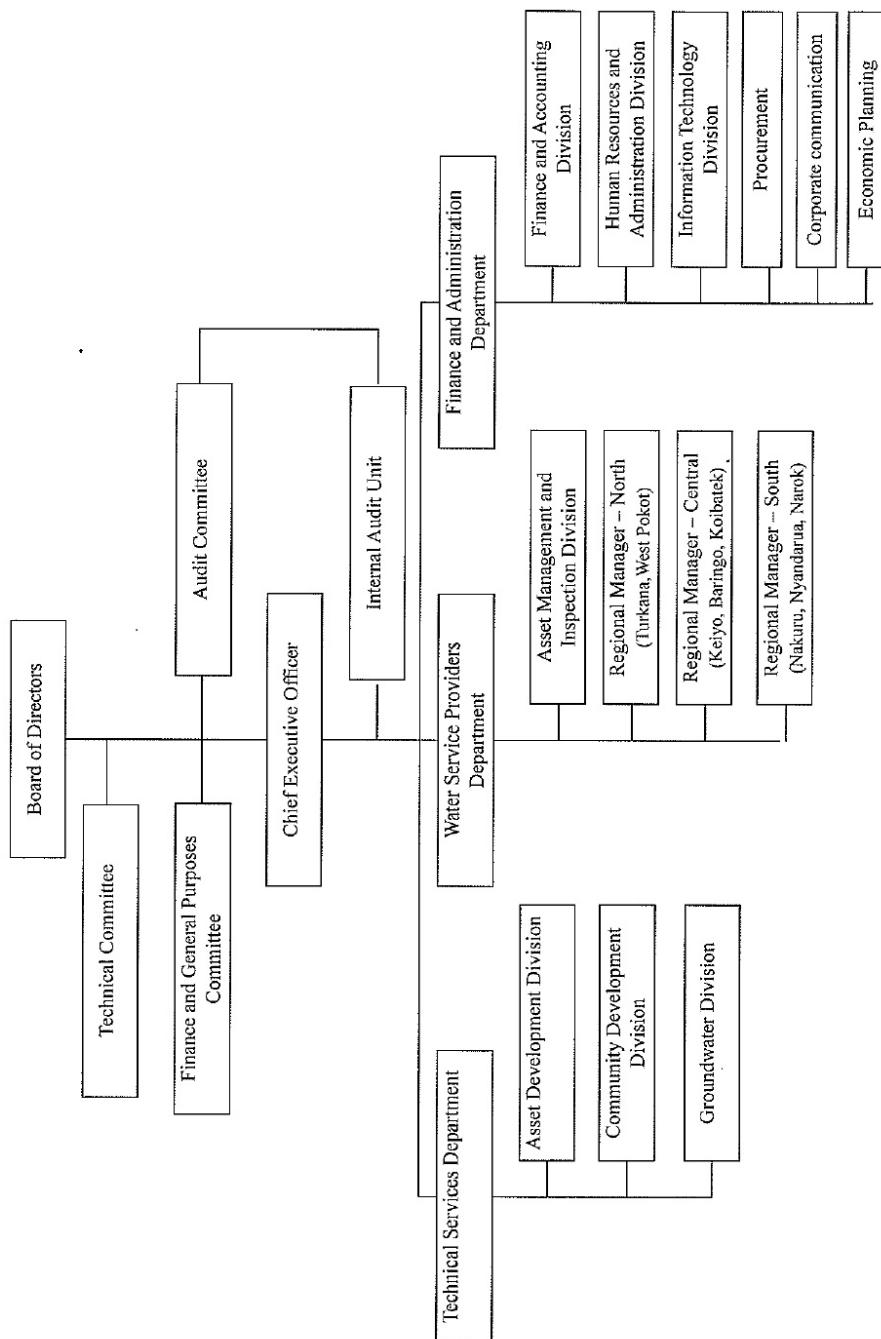 Board of Directors
Technical Committee
Audit Committee
Finance and General Purposes
Committee
Chief Executive Officer
Internal Audit Unit
Technical Services Department
Water Service Providers
Department
Finance and Administration
Department
Asset Development Division
Community Development
Division
Groundwater Division
Asset Management and
Inspection Division
Regional Manager – North
(Turkana, West Pokot)
Regional Manager – Central
(Keiyo, Baringo, Koibatek)
Regional Manager – South
(Nakuru, Nyandarua, Narok)
Finance and Accounting
Division
Human Resources and
Administration Division
Information Technology
Division
Procurement
Corporate communication
Economic Planning